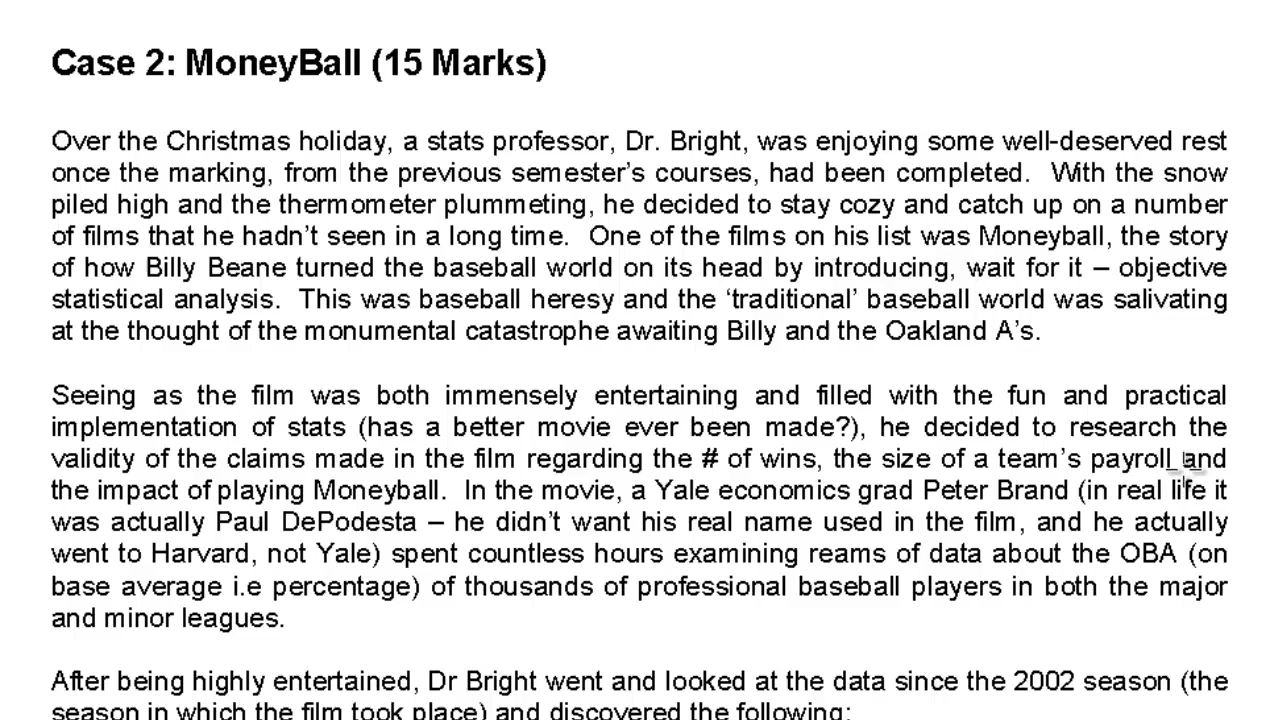 Case 2: MoneyBall (15 Marks)
Over the Christmas holiday, a stats professor, Dr. Bright, was enjoying some well-deserved rest
once the marking, from the previous semester's courses, had been completed.  With the snow
piled high and the thermometer plummeting, he decided to stay cozy and catch up on a number
of films that he hadn't seen in a long time.  One of the films on his list was Moneyball, the story
of how Billy Beane turned the baseball world on its head by introducing, wait for it – objective
statistical analysis.  This was baseball heresy and the 'traditional' baseball world was salivating
at the thought of the monumental catastrophe awaiting Billy and the Oakland A's.
Seeing as the film was both immensely entertaining and filled with the fun and practical
implementation of stats (has a better movie ever been made?), he decided to research the
validity of the claims made in the film regarding the # of wins, the size of a team's payroll and
the impact of playing Moneyball.  In the movie, a Yale economics grad Peter Brand (in real life it
was actually Paul DePodesta – he didn't want his real name used in the film, and he actually
went to Harvard, not Yale) spent countless hours examining reams of data about the OBA (on
base average i.e percentage) of thousands of professional baseball players in both the major
and minor leagues.
After being highly entertained, Dr Bright went and looked at the data since the 2002 season (the
season in which the film took place) and discovered the following: